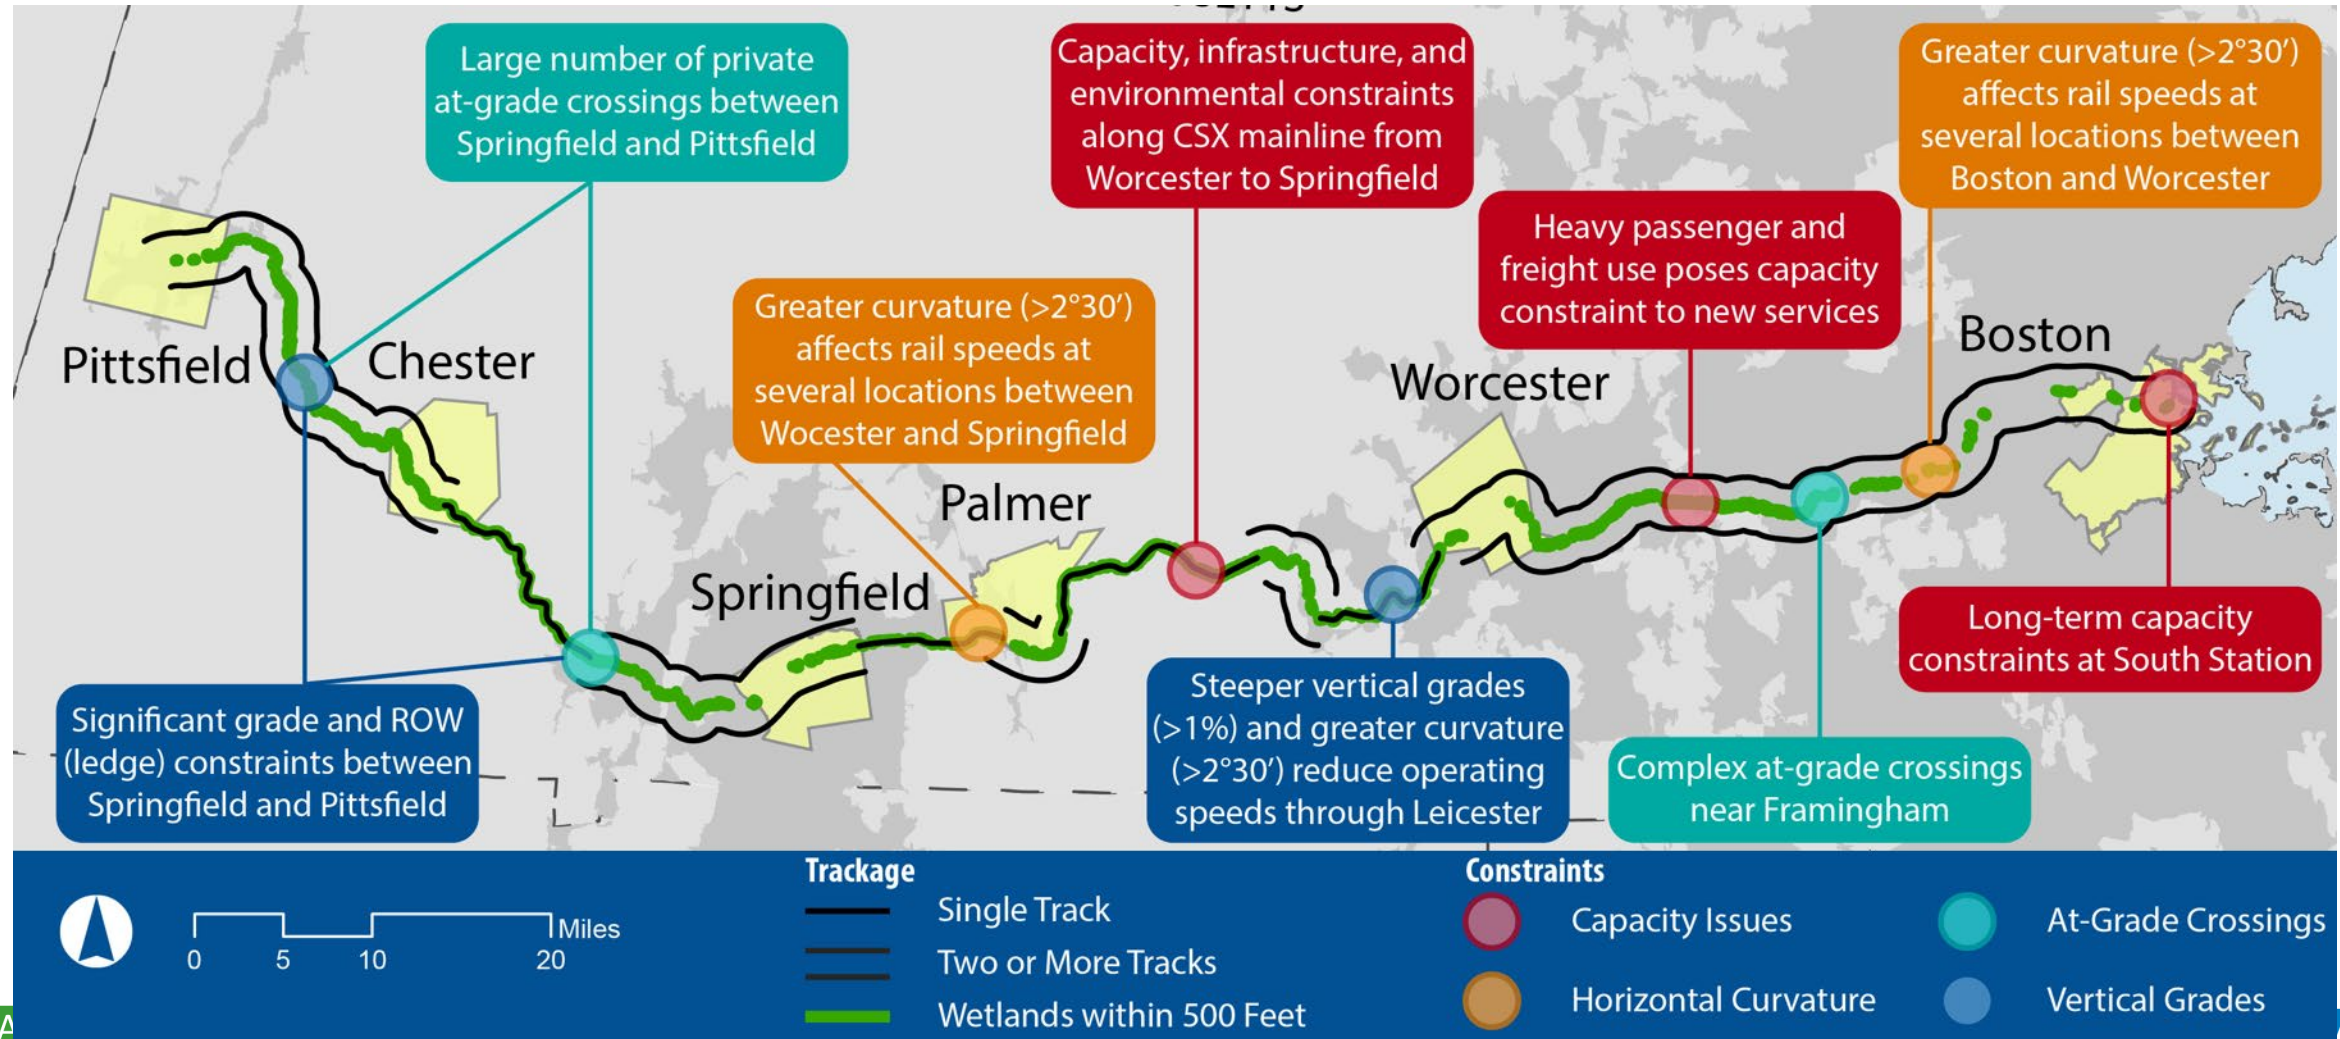 Large number of private
at-grade crossings between
Springfield and Pittsfield
Capacity, infrastructure, and
environmental constraints
along CSX mainline from
Worcester to Springfield
Greater curvature (>2°30')
affects rail speeds at
several locations between
Boston and Worcester
Heavy passenger and
freight use poses capacity
constraint to new services
Greater curvature (>2°30')
affects rail speeds at
several locations between
Wocester and Springfield
Pittsfield
Chester
Springfield
Palmer
Worcester
Boston
Significant grade and ROW
(ledge) constraints between
Springfield and Pittsfield
Steeper vertical grades
(>1%) and greater curvature
(>2°30') reduce operating
speeds through Leicester
Complex at-grade crossings
near Framingham
Long-term capacity
constraints at South Station
Miles
0 5 10 20
Trackage
Single Track
Two or More Tracks
Wetlands within 500 Feet
Constraints
Capacity Issues
Horizontal Curvature
At-Grade Crossings
Vertical Grades